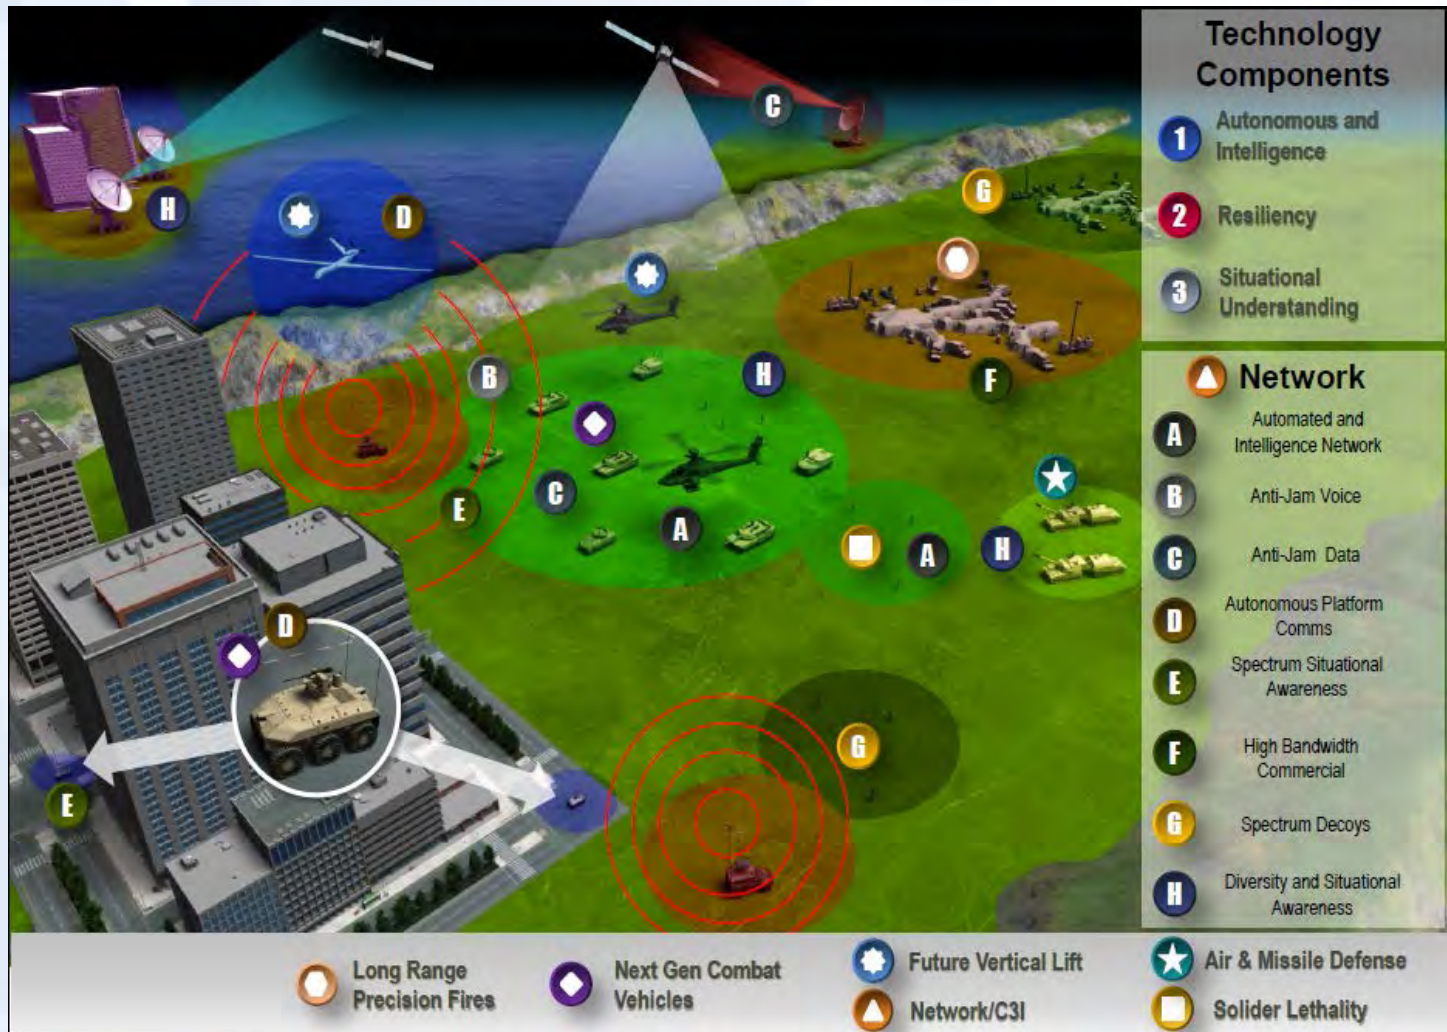 Technology
Components
1 Autonomous and
Intelligence
2 Resiliency
3 Situational
Understanding
Network
A Automated and
Intelligence Network
B Anti-Jam Voice
C Anti-Jam Data
D Autonomous Platform
Comms
E Spectrum Situational
Awareness
F High Bandwidth
Commercial
G Spectrum Decoys
H Diversity and Situational
Awareness
C
G
H
D
B
H
F
C
E
A
A
H
D
G
E
Long Range
Precision Fires
Next Gen Combat
Vehicles
Future Vertical Lift
Network/C3I
Air & Missile Defense
Solider Lethality